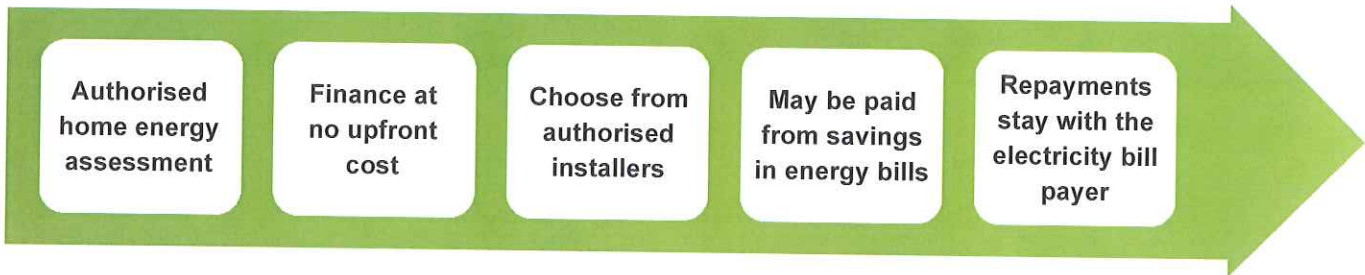 Authorised
home energy
assessment
Finance at
no upfront
cost
Choose from
authorised
installers
May be paid
from savings
in energy bills
Repayments
stay with the
electricity bill
payer